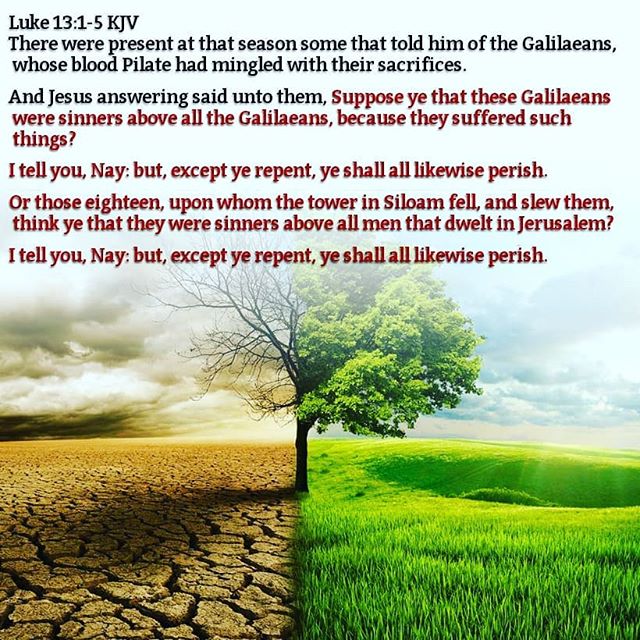 Luke 13:1-5 KJV
There were present at that season some that told him of the Galilaeans,
whose blood Pilate had mingled with their sacrifices.
And Jesus answering said unto them, Suppose ye that these Galilaeans
were sinners above all the Galilaeans, because they suffered such
things?
I tell you, Nay: but, except ye repent, ye shall all likewise perish.
Or those eighteen, upon whom the tower in Siloam fell, and slew them,
think ye that they were sinners above all men that dwelt in Jerusalem?
I tell you, Nay: but, except ye repent, ye shall all likewise perish.